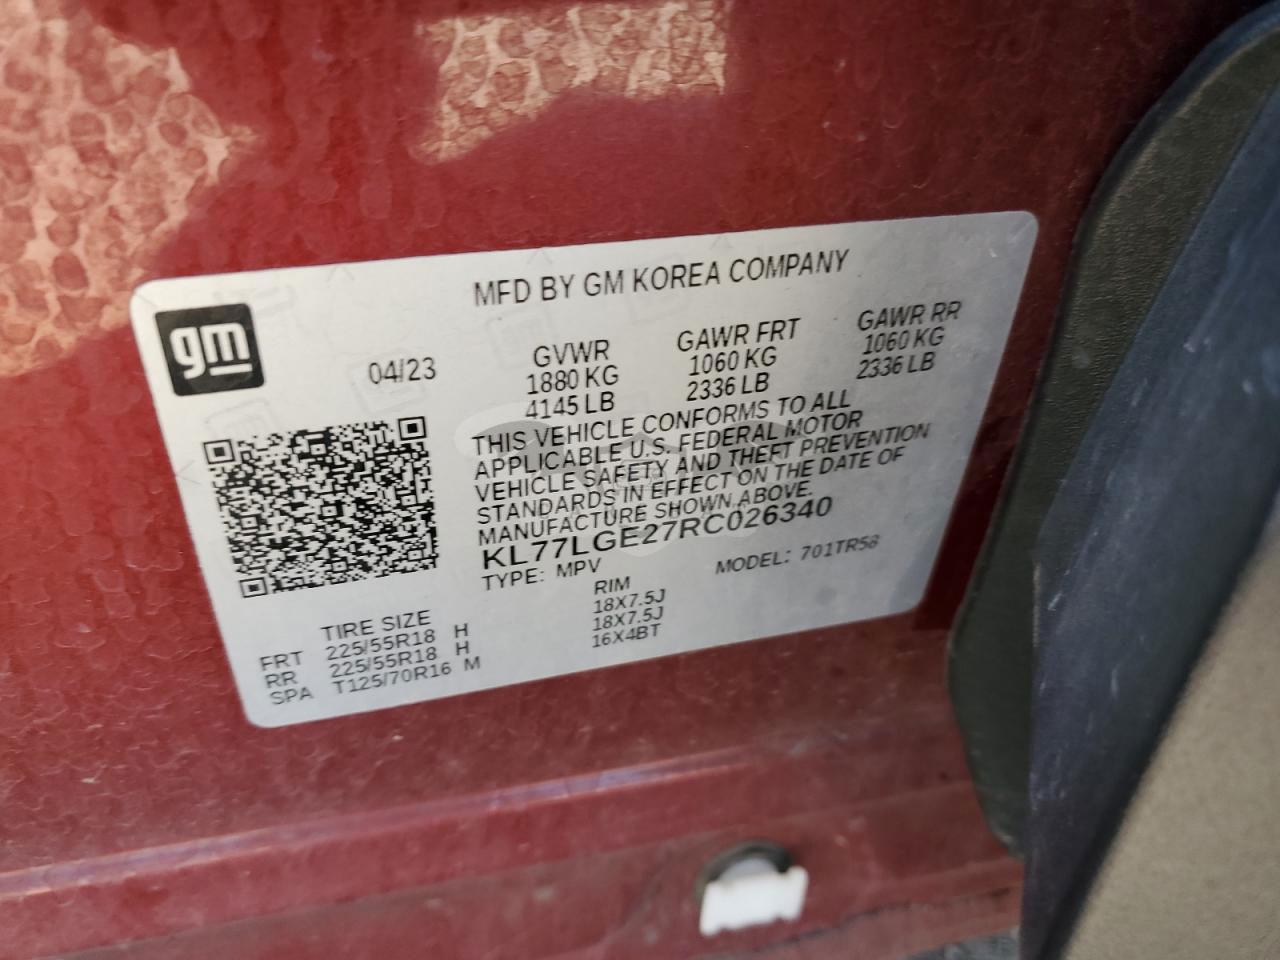 gm
MFD BY GM KOREA COMPANY
04/23
GVWR
1880 KG
4145 LB
GAWR FRT
1060 KG
2336 LB
GAWR RR
1060 KG
2336 LB
THIS VEHICLE CONFORMS TO ALL
APPLICABLE U.S. FEDERAL MOTOR
VEHICLE SAFETY AND THEFT PREVENTION
STANDARDS IN EFFECT ON THE DATE OF
MANUFACTURE SHOWN ABOVE.
KL77LGE27RC026340
TYPE: MPV
MODEL: 701TR58
TIRE SIZE
RIM
FRT 225/55R18 H 18X7.5J
RR 225/55R18 H 18X7.5J
SPA T125/70R16 M 16X4BT